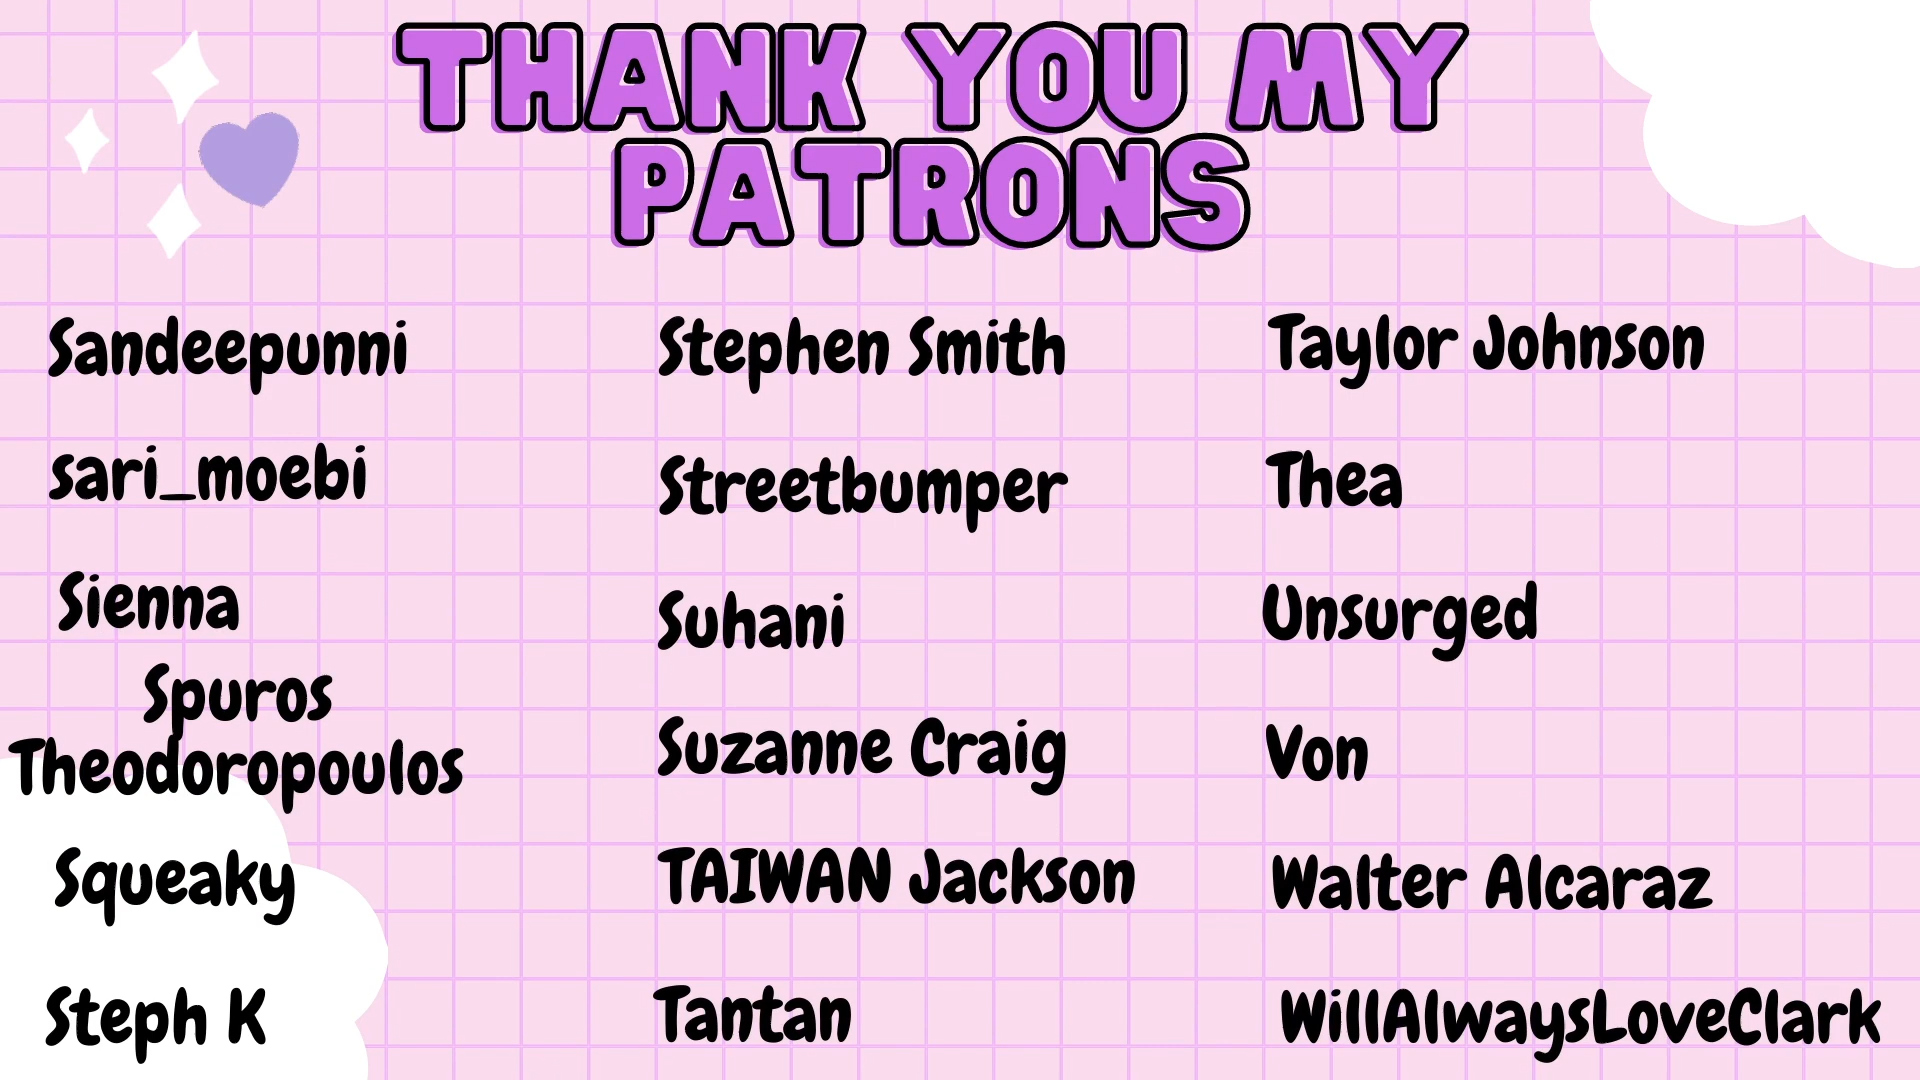 THANK YOU MY
PATRONS
Sandeepunni
sari_moebi
Sienna
Spuros
Theodoropoulos
Squeaky
Steph K
Stephen Smith
Streetbumper
Suhani
Suzanne Craig
TAIWAN Jackson
Tantan
Taylor Johnson
Thea
Unsurged
Von
Walter Alcaraz
WillAlwaysLoveClark